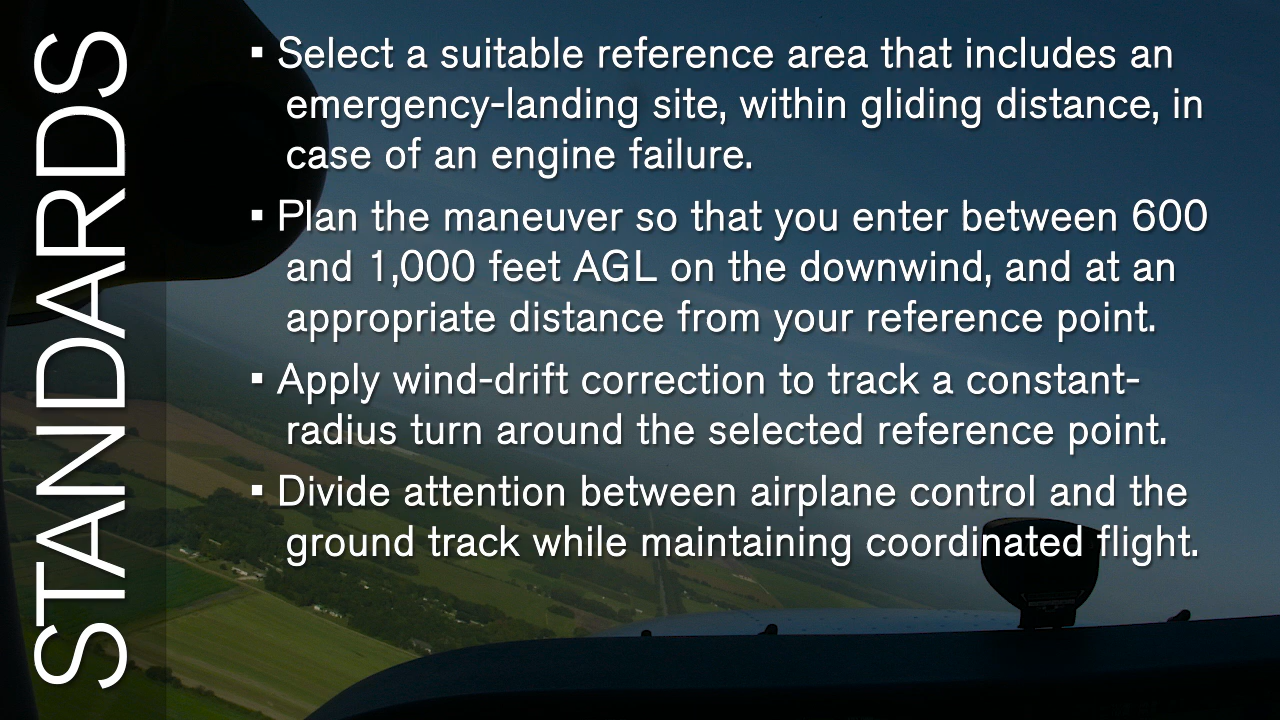 STANDARDS
▪ Select a suitable reference area that includes an
emergency-landing site, within gliding distance, in
case of an engine failure.
▪ Plan the maneuver so that you enter between 600
and 1,000 feet AGL on the downwind, and at an
appropriate distance from your reference point.
▪ Apply wind-drift correction to track a constant-
radius turn around the selected reference point.
▪ Divide attention between airplane control and the
ground track while maintaining coordinated flight.